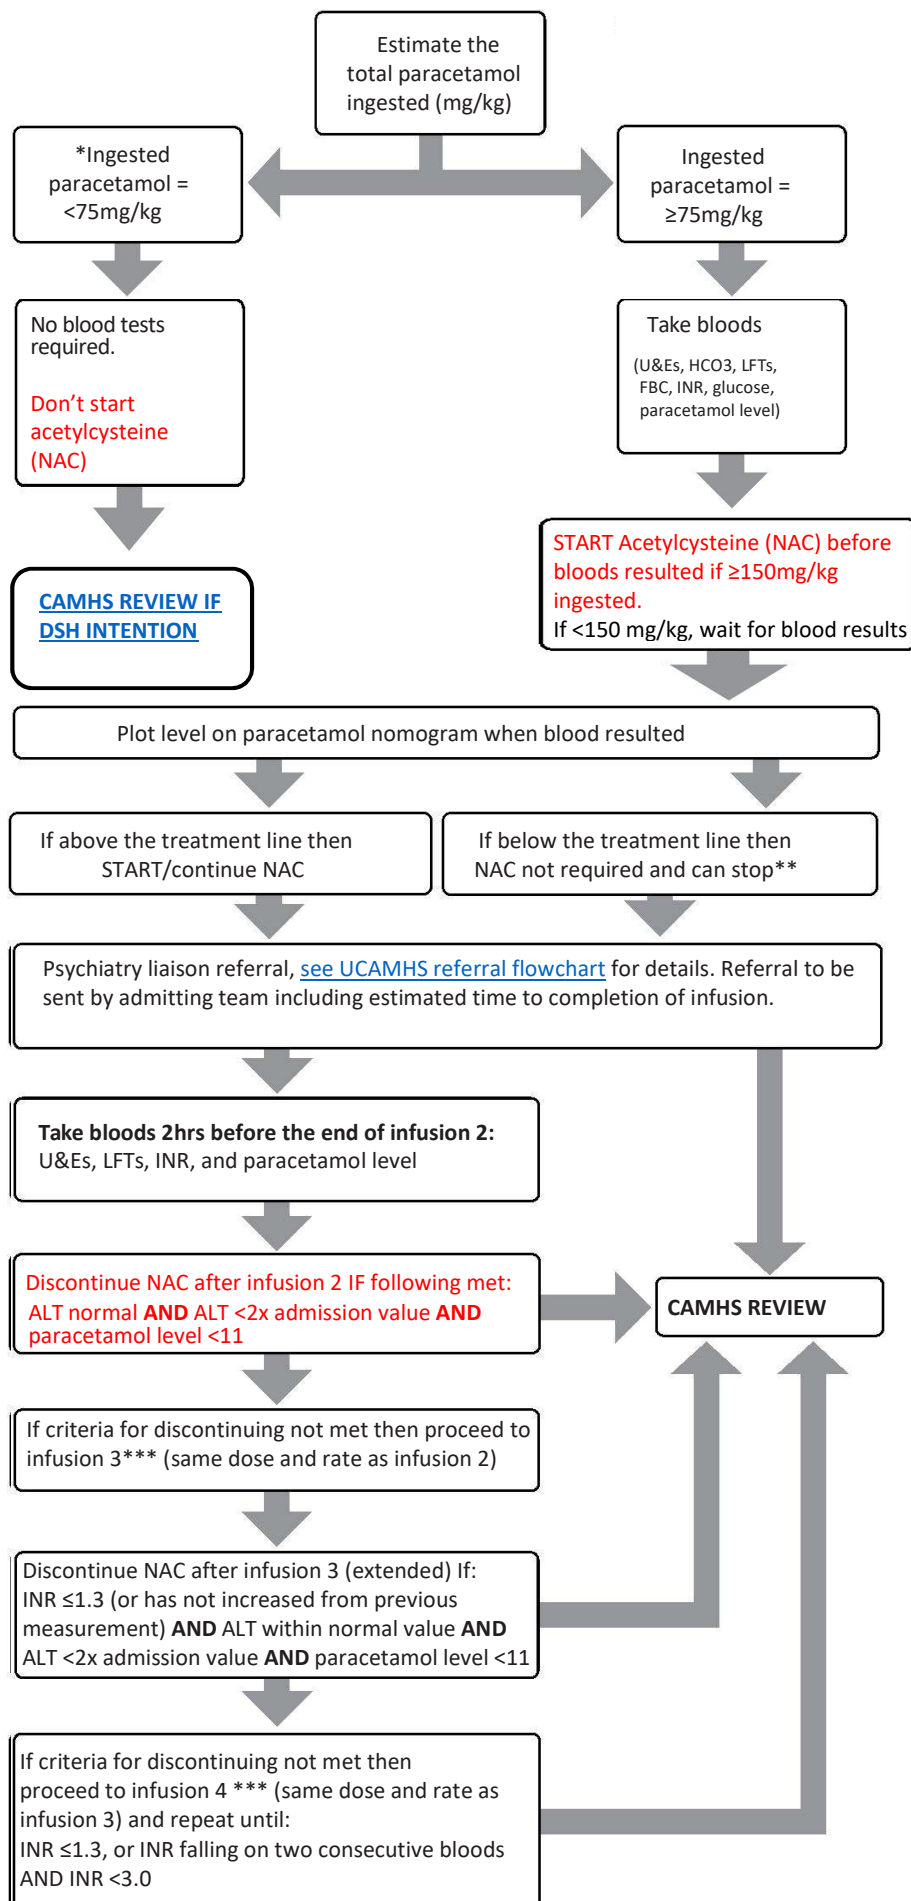 Estimate the
total paracetamol
ingested (mg/kg)
*Ingested
paracetamol =
<75mg/kg
Ingested
paracetamol =
≥75mg/kg
No blood tests
required.
Don’t start
acetylcysteine
(NAC)
Take bloods
(U&Es, HCO3, LFTs,
FBC, INR, glucose,
paracetamol level)
CAMHS REVIEW IF
DSH INTENTION
START Acetylcysteine (NAC) before
bloods resulted if ≥150mg/kg
ingested.
If <150 mg/kg, wait for blood results
Plot level on paracetamol nomogram when blood resulted
If above the treatment line then
START/continue NAC
If below the treatment line then
NAC not required and can stop**
Psychiatry liaison referral, see UCAMHS referral flowchart for details. Referral to be
sent by admitting team including estimated time to completion of infusion.
Take bloods 2hrs before the end of infusion 2:
U&Es, LFTs, INR, and paracetamol level
Discontinue NAC after infusion 2 IF following met:
ALT normal AND ALT <2x admission value AND
paracetamol level <11
CAMHS REVIEW
If criteria for discontinuing not met then proceed to
infusion 3*** (same dose and rate as infusion 2)
Discontinue NAC after infusion 3 (extended) If:
INR ≤1.3 (or has not increased from previous
measurement) AND ALT within normal value AND
ALT <2x admission value AND paracetamol level <11
If criteria for discontinuing not met then
proceed to infusion 4 *** (same dose and rate as
infusion 3) and repeat until:
INR ≤1.3, or INR falling on two consecutive bloods
AND INR <3.0